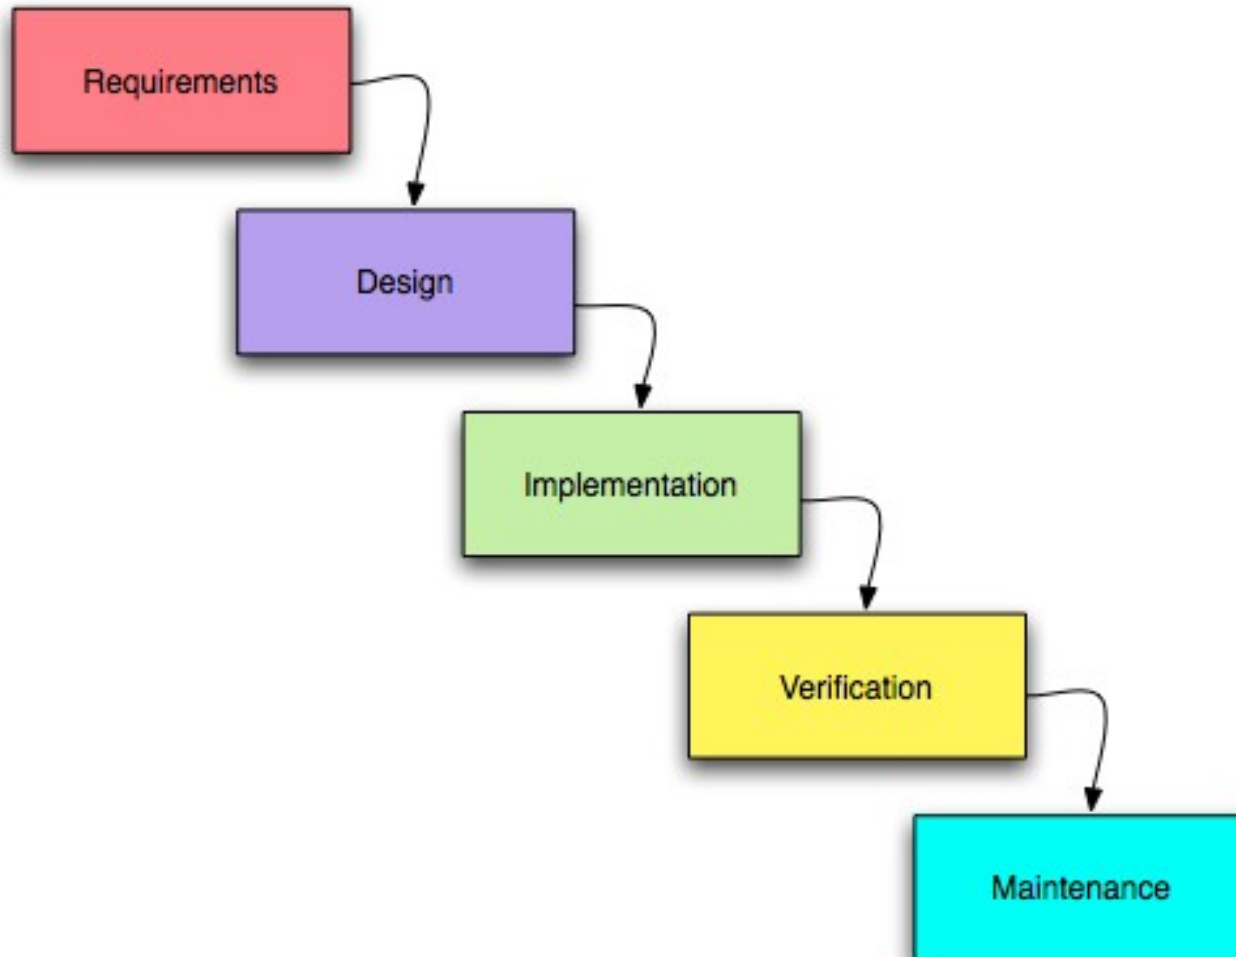 Requirements
Design
Implementation
Verification
Maintenance